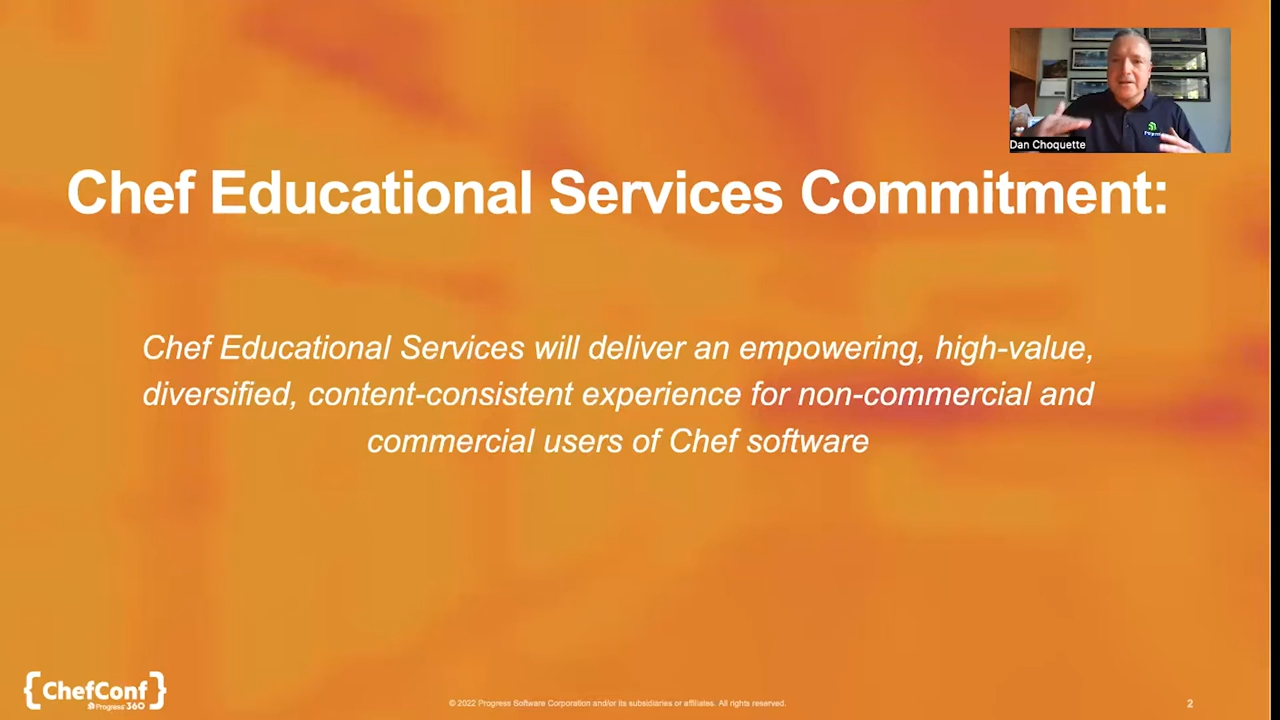 Dan Choquette
Chef Educational Services Commitment:
Chef Educational Services will deliver an empowering, high-value,
diversified, content-consistent experience for non-commercial and
commercial users of Chef software
{ChefConf}
Progress 360
© 2022 Progress Software Corporation and/or its subsidiaries or affiliates. All rights reserved.
2